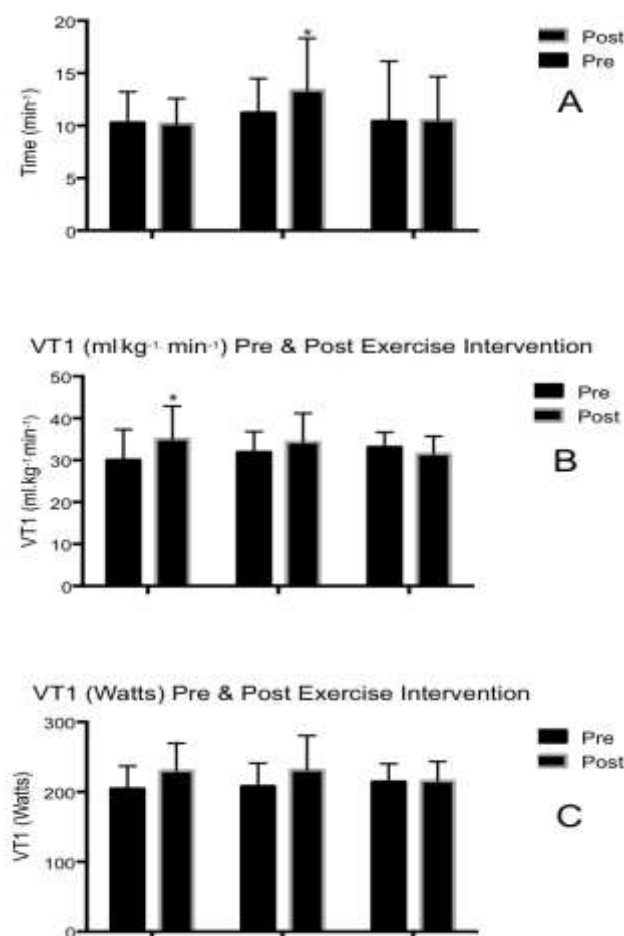 20
15
10
5
0
Time (min⁻¹)
*
Post
Pre
A
VT1 (ml kg⁻¹ min⁻¹) Pre & Post Exercise Intervention
50
40
30
20
10
0
VT1 (ml.kg⁻¹ min⁻¹)
*
Pre
Post
B
VT1 (Watts) Pre & Post Exercise Intervention
300
200
100
0
VT1 (Watts)
Pre
Post
C